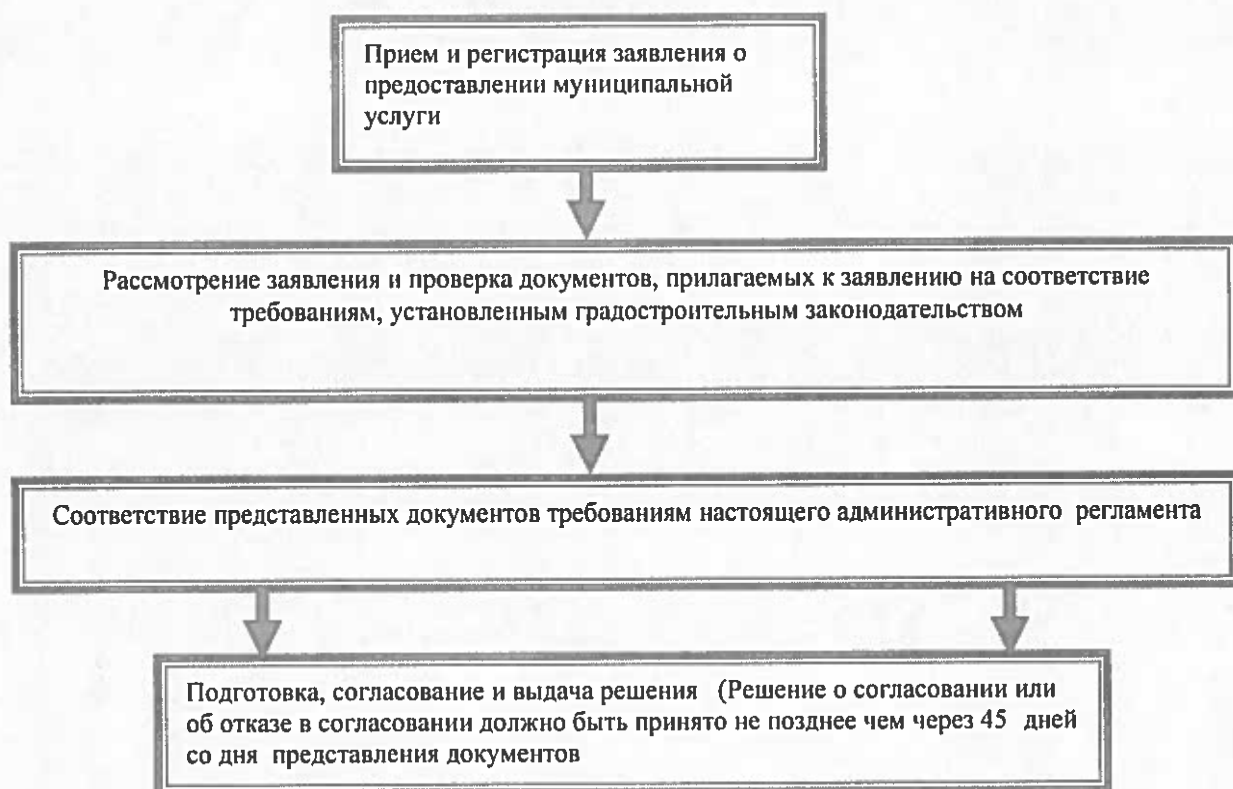 Прием и регистрация заявления о
предоставлении муниципальной
услуги
Рассмотрение заявления и проверка документов, прилагаемых к заявлению на соответствие
требованиям, установленным градостроительным законодательством
Соответствие представленных документов требованиям настоящего административного регламента
Подготовка, согласование и выдача решения (Решение о согласовании или
об отказе в согласовании должно быть принято не позднее чем через 45 дней
со дня представления документов